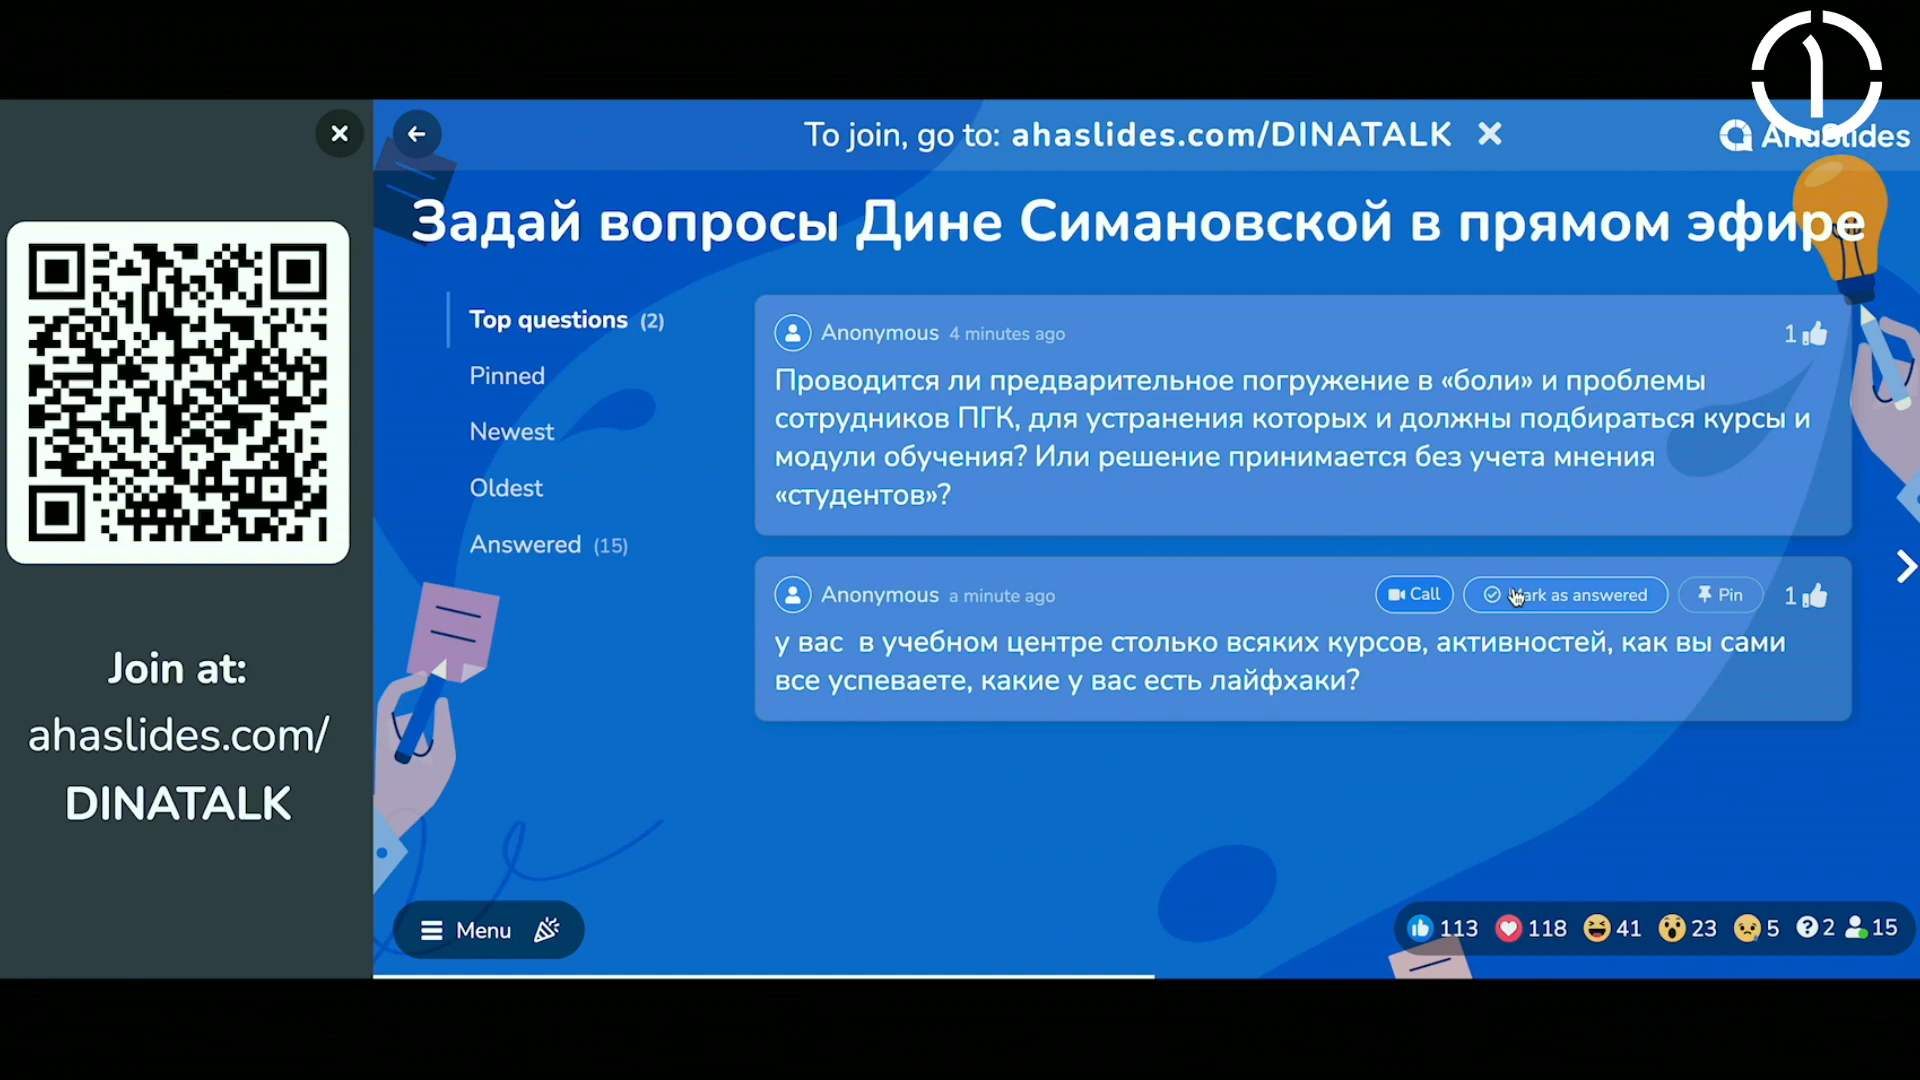 To join, go to: ahaslides.com/DINATALK
AhaSlides
Задай вопросы Дине Симановской в прямом эфире
Top questions (2)
Pinned
Newest
Oldest
Answered (15)
Anonymous 4 minutes ago
1
Проводится ли предварительное погружение в «боли» и проблемы
сотрудников ПГК, для устранения которых и должны подбираться курсы и
модули обучения? Или решение принимается без учета мнения
«студентов»?
Anonymous a minute ago
Call
Mark as answered
Pin
1
у вас в учебном центре столько всяких курсов, активностей, как вы сами
все успеваете, какие у вас есть лайфхаки?
Join at:
ahaslides.com/
DINATALK
Menu
113 118 41 23 5 2 15